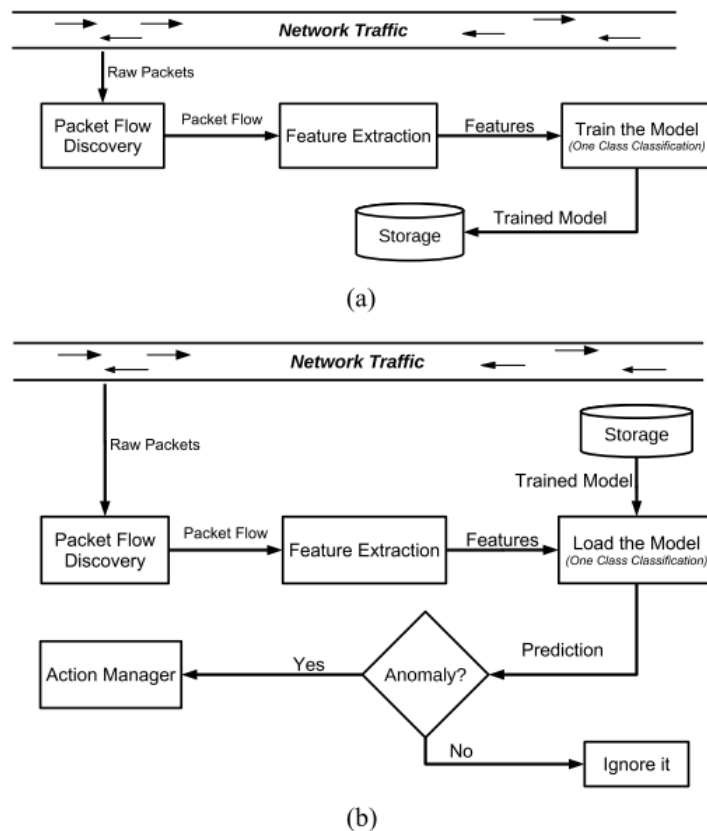 Network Traffic
Raw Packets
Packet Flow
Discovery
Packet Flow
Feature Extraction
Features
Train the Model
(One Class Classification)
Trained Model
Storage
(a)
Network Traffic
Raw Packets
Storage
Trained Model
Packet Flow
Discovery
Packet Flow
Feature Extraction
Features
Load the Model
(One Class Classification)
Prediction
Anomaly?
Yes
Action Manager
No
Ignore it
(b)